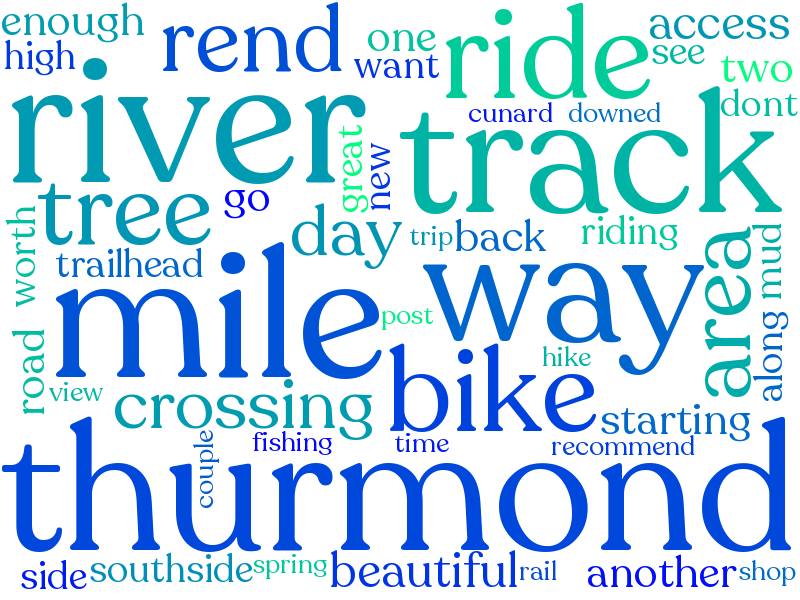 enough
high
rend
one
want
ride
access
see
two
dont
river
cunard
downed
track
great
new
tree
go
worth
day
trip
back
riding
area
mud
trailhead
mile
way
along
post
road
view
hike
bike
crossing
starting
couple
fishing
time
recommend
thurmond
side
southside
spring
beautiful
rail
another
shop